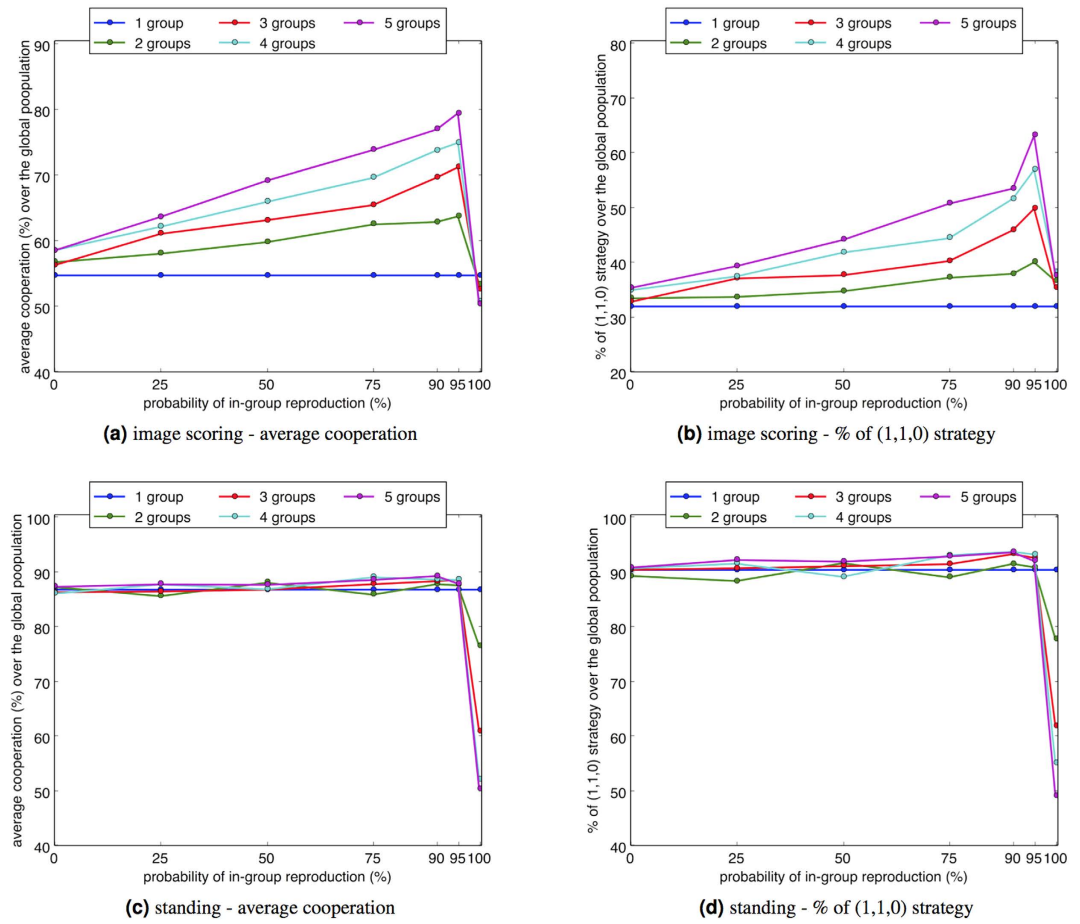 1 group 3 groups 5 groups
2 groups 4 groups
average cooperation (%) over the global poopulation
90
80
70
60
50
40
0 25 50 75 90 95 100
probability of in-group reproduction (%)
(a) image scoring - average cooperation
1 group 3 groups 5 groups
2 groups 4 groups
% of (1,1,0) strategy over the global poopulation
80
70
60
50
40
30
20
0 25 50 75 90 95 100
probability of in-group reproduction (%)
(b) image scoring - % of (1,1,0) strategy
1 group 3 groups 5 groups
2 groups 4 groups
average cooperation (%) over the global poopulation
100
90
80
70
60
50
40
0 25 50 75 90 95 100
probability of in-group reproduction (%)
(c) standing - average cooperation
1 group 3 groups 5 groups
2 groups 4 groups
% of (1,1,0) strategy over the global poopulation
100
90
80
70
60
50
40
0 25 50 75 90 95 100
probability of in-group reproduction (%)
(d) standing - % of (1,1,0) strategy